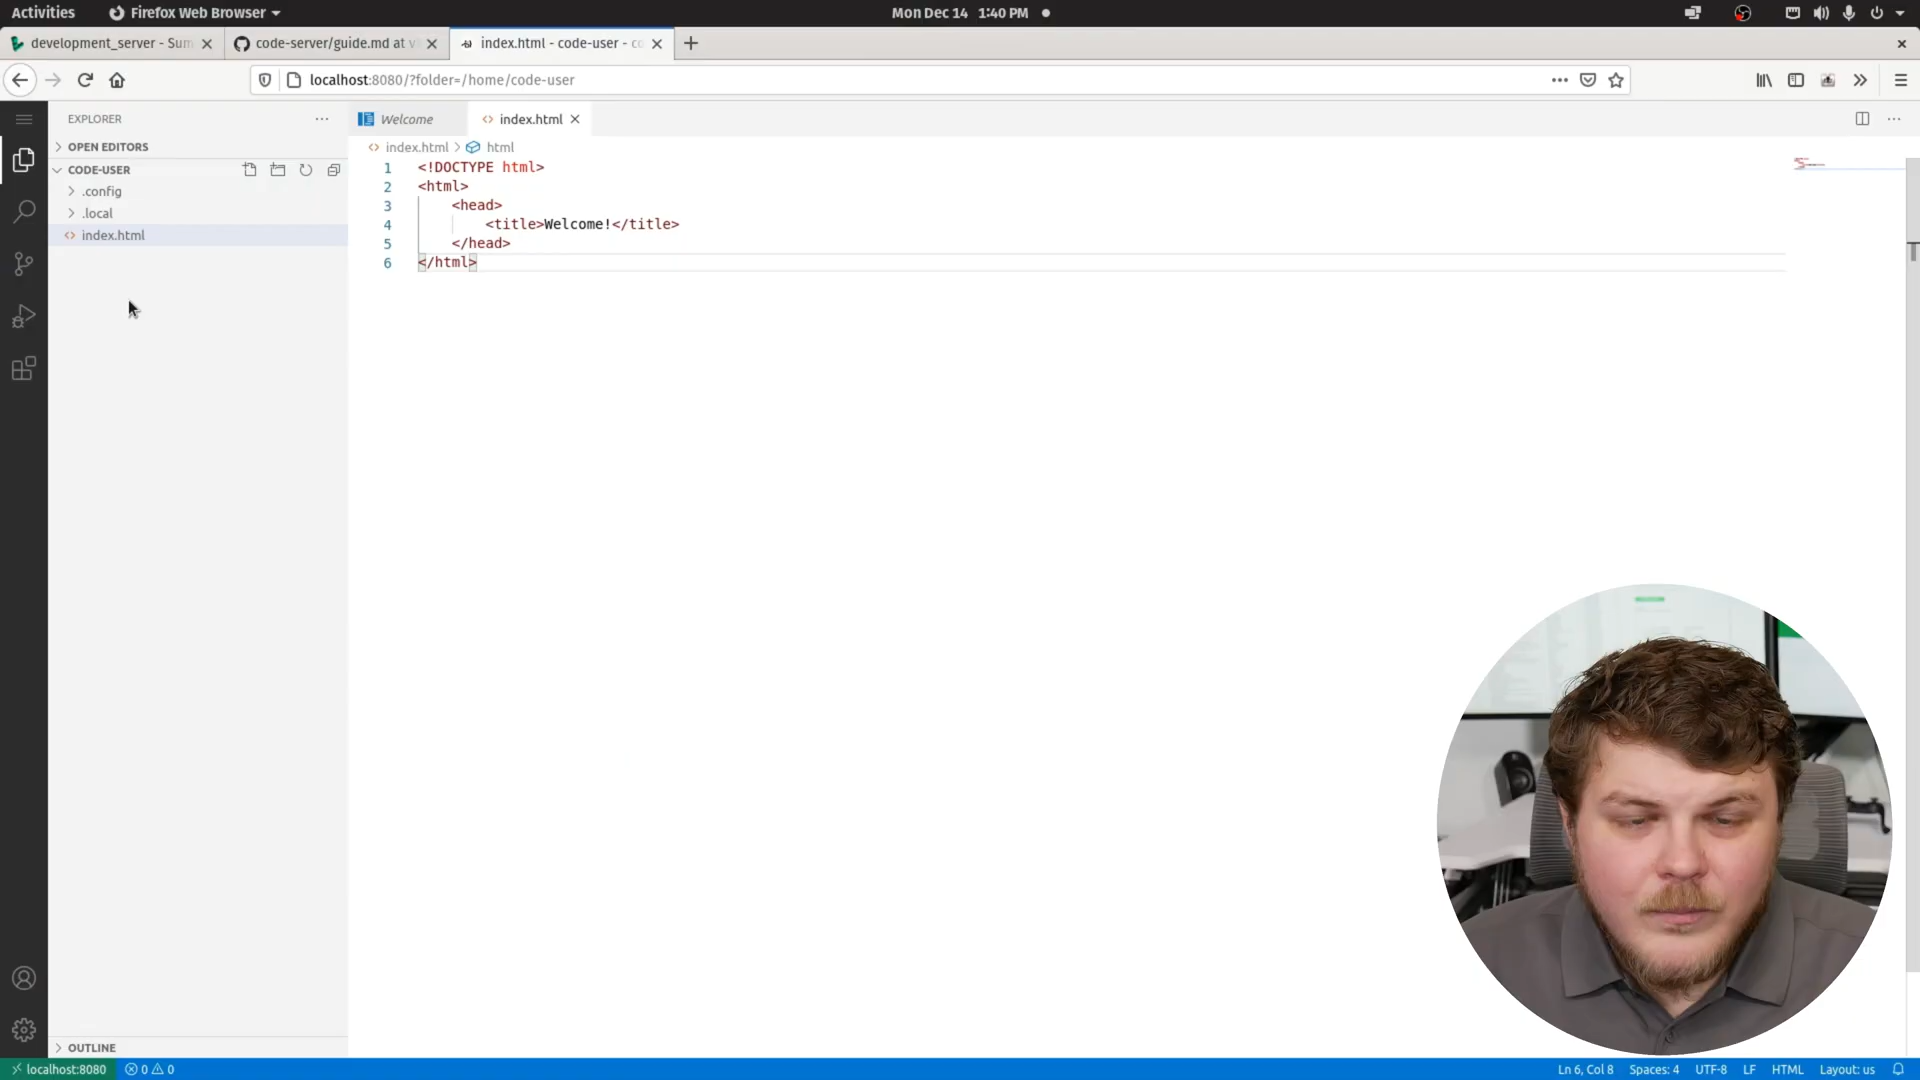 Activities
Firefox Web Browser
Mon Dec 14 1:40 PM
development_server - Sum
code-server/guide.md at v
index.html - code-user - co
localhost:8080/?folder=/home/code-user
EXPLORER
OPEN EDITORS
CODE-USER
.config
.local
index.html
OUTLINE
Welcome
index.html
index.html
html
1 <!DOCTYPE html>
2 <html>
3 <head>
4 <title>Welcome!</title>
5 </head>
6 </html>
localhost:8080
0
0
Ln 6, Col 8
Spaces: 4
UTF-8
LF
HTML
Layout: us